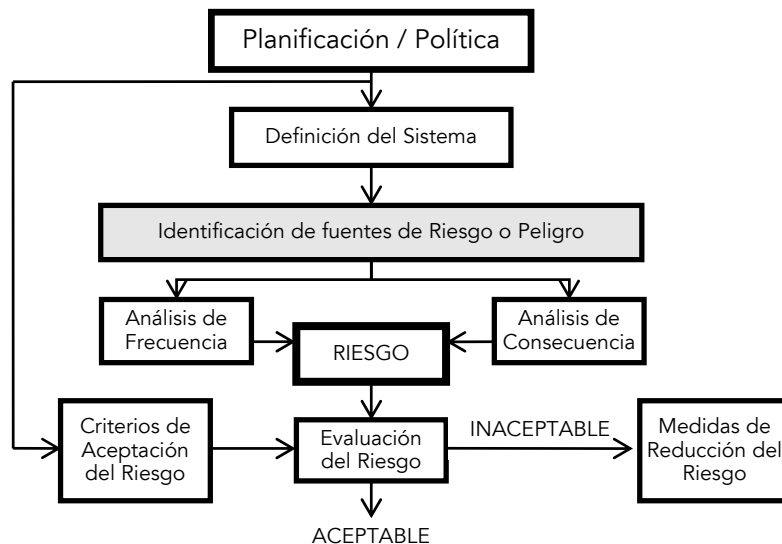 Planificación / Política
Definición del Sistema
Identificación de fuentes de Riesgo o Peligro
Análisis de
Frecuencia
Análisis de
Consecuencia
RIESGO
Criterios de
Aceptación
del Riesgo
Evaluación
del Riesgo
INACEPTABLE
Medidas de
Reducción del
Riesgo
ACEPTABLE